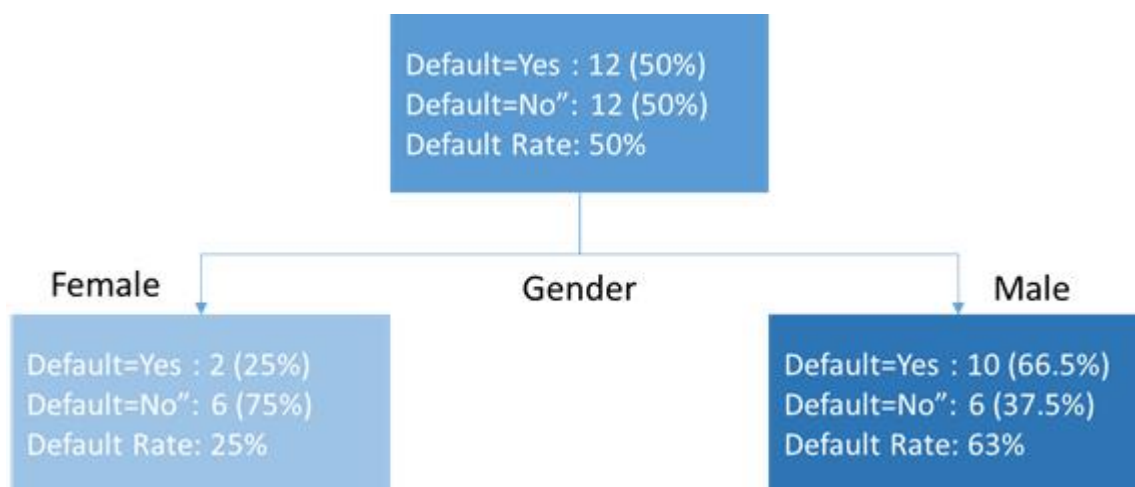 Default=Yes : 12 (50%)
Default=No”: 12 (50%)
Default Rate: 50%
Female
Gender
Male
Default=Yes : 2 (25%)
Default=No”: 6 (75%)
Default Rate: 25%
Default=Yes : 10 (66.5%)
Default=No”: 6 (37.5%)
Default Rate: 63%